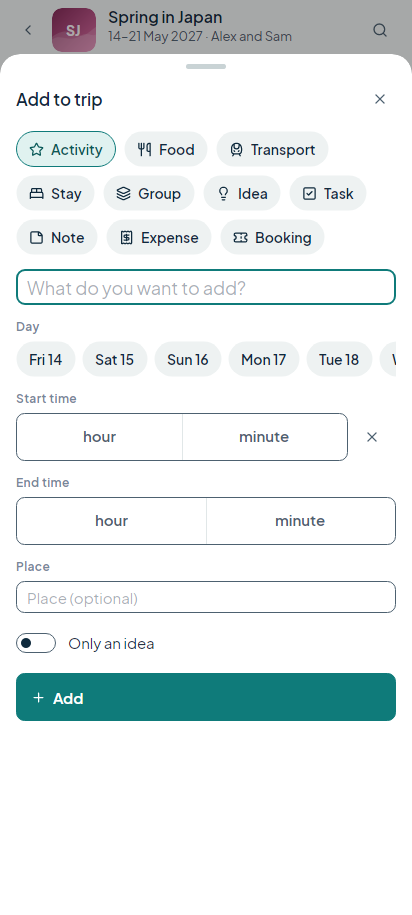 SJ
Spring in Japan
14–21 May 2027 · Alex and Sam
Add to trip
Activity
Food
Transport
Stay
Group
Idea
Task
Note
Expense
Booking
What do you want to add?
Day
Fri 14
Sat 15
Sun 16
Mon 17
Tue 18
Start time
hour
minute
End time
hour
minute
Place
Place (optional)
Only an idea
Add